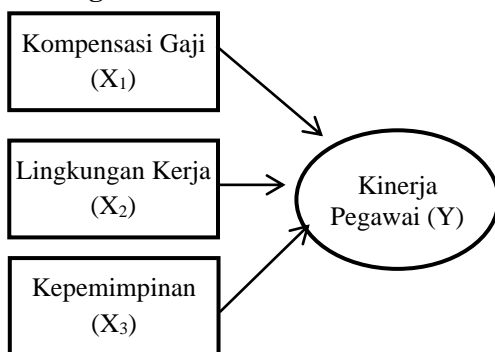 Kompensasi Gaji
(X₁)
Lingkungan Kerja
(X₂)
Kepemimpinan
(X₃)
Kinerja
Pegawai (Y)